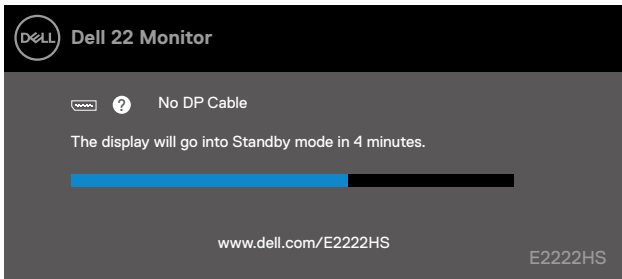 DELL
Dell 22 Monitor
? No DP Cable
The display will go into Standby mode in 4 minutes.
www.dell.com/E2222HS
E2222HS